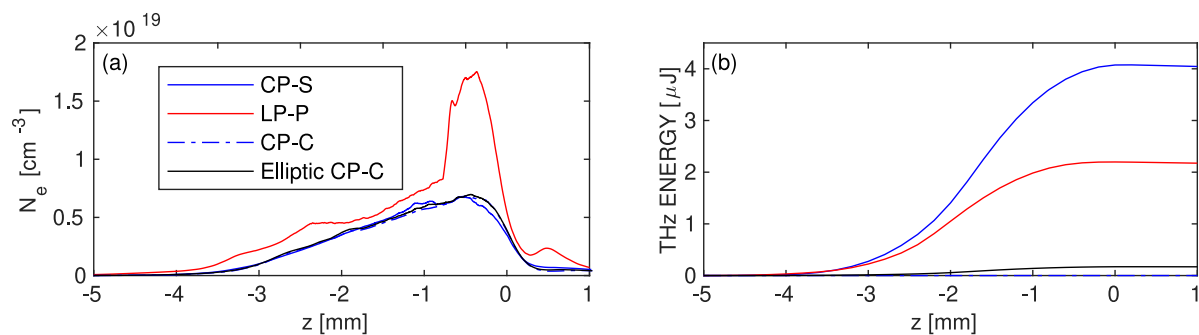 2 × 10 19
(a)
CP-S
LP-P
CP-C
Elliptic CP-C
N e [cm -3]
2
1.5
1
0.5
0
-5 -4 -3 -2 -1 0 1
z [mm]
(b)
THz ENERGY [μJ]
4
3
2
1
0
-5 -4 -3 -2 -1 0 1
z [mm]